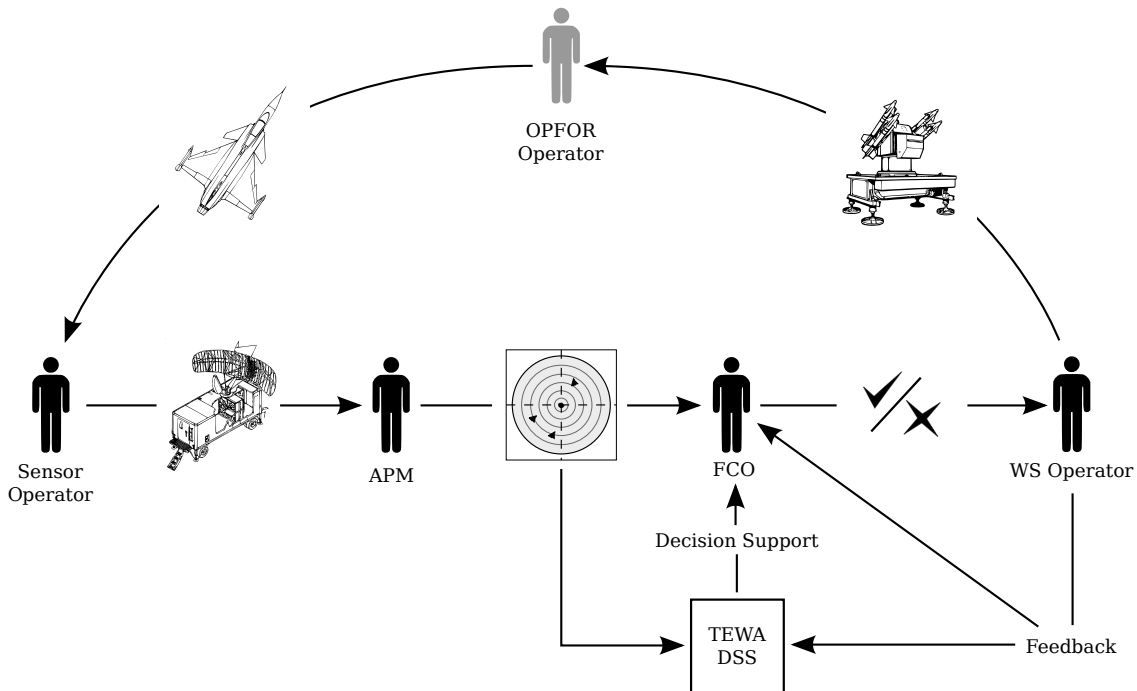 OPFOR
Operator
Sensor
Operator
APM
FCO
WS Operator
Decision Support
TEWA
DSS
Feedback